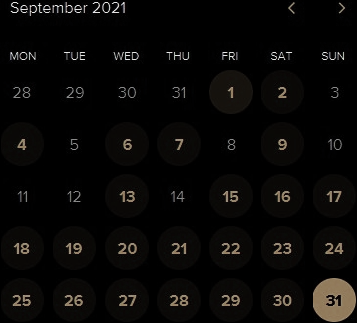 September 2021
MON TUE WED THU FRI SAT SUN
28 29 30 31 1 2 3
4 5 6 7 8 9 10
11 12 13 14 15 16 17
18 19 20 21 22 23 24
25 26 27 28 29 30 31